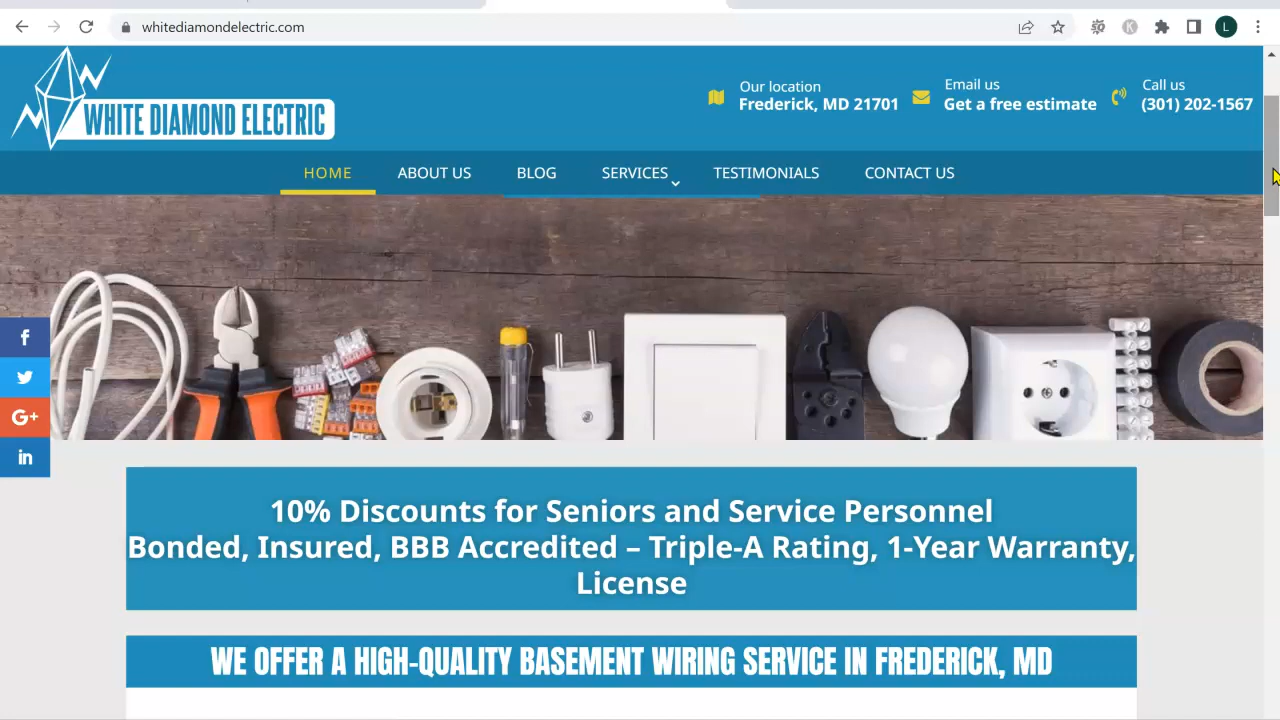 whitediamondelectric.com
K
L
WHITE DIAMOND ELECTRIC
Our location
Frederick, MD 21701
Email us
Get a free estimate
Call us
(301) 202-1567
HOME
ABOUT US
BLOG
SERVICES
TESTIMONIALS
CONTACT US
f
G+
in
10% Discounts for Seniors and Service Personnel
Bonded, Insured, BBB Accredited – Triple-A Rating, 1-Year Warranty,
License
WE OFFER A HIGH-QUALITY BASEMENT WIRING SERVICE IN FREDERICK, MD